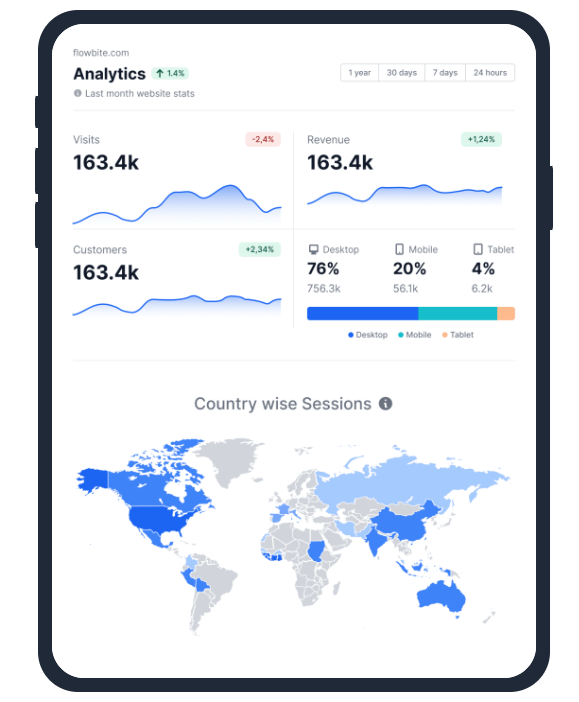 flowbite.com
Analytics 1.4%
Last month website stats
1 year 30 days 7 days 24 hours
Visits -2,4%
163.4k
Revenue +1,24%
163.4k
Customers +2,34%
163.4k
Desktop Mobile Tablet
76% 20% 4%
756.3k 56.1k 6.2k
Desktop Mobile Tablet
Country wise Sessions